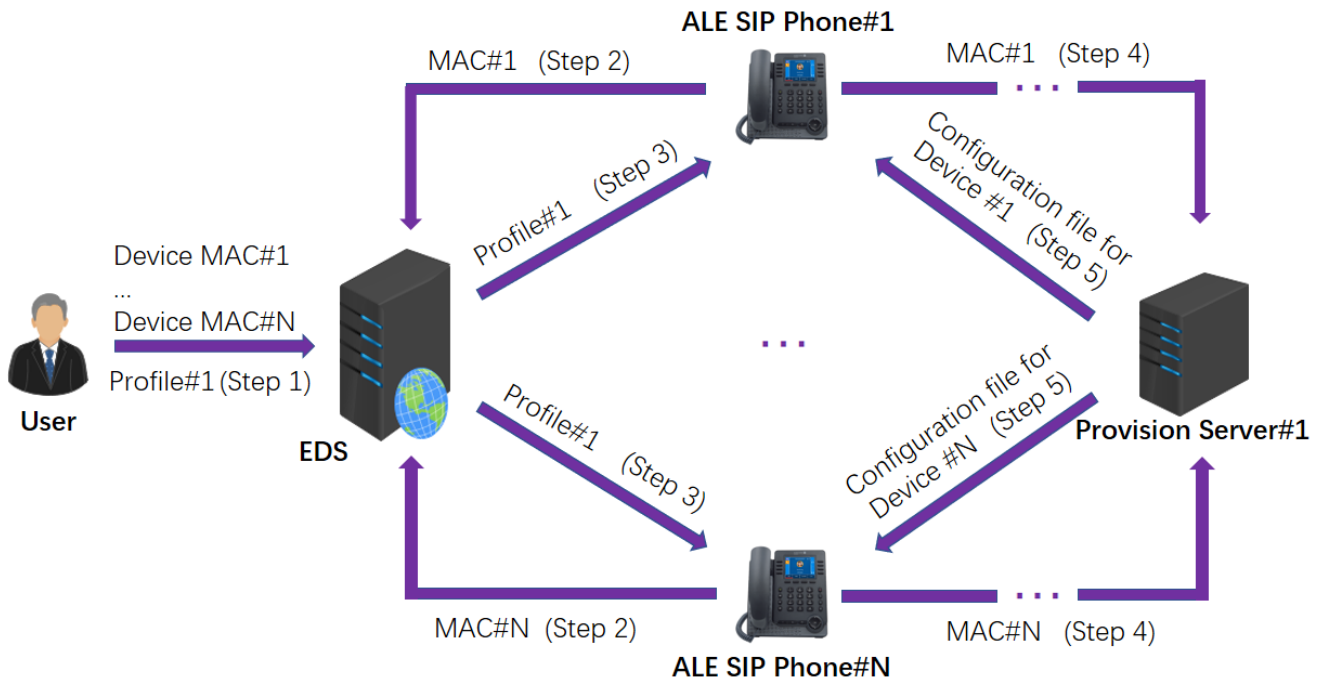 ALE SIP Phone#1
MAC#1 (Step 2)
MAC#1 (Step 4)
...
Profile#1 (Step 3)
Configuration file for
Device #1 (Step 5)
Device MAC#1
...
Device MAC#N
Profile#1 (Step 1)
User
EDS
...
Provision Server#1
Profile#1 (Step 3)
Configuration file for
Device #N (Step 5)
MAC#N (Step 2)
...
MAC#N (Step 4)
ALE SIP Phone#N